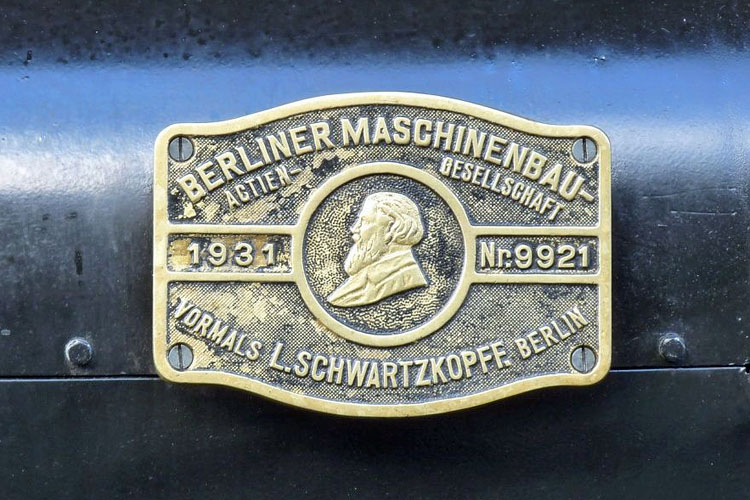 BERLINER MASCHINENBAU-
ACTIEN- GESELLSCHAFT
1931 Nr. 9921
VORMALS L. SCHWARTZKOPFF BERLIN